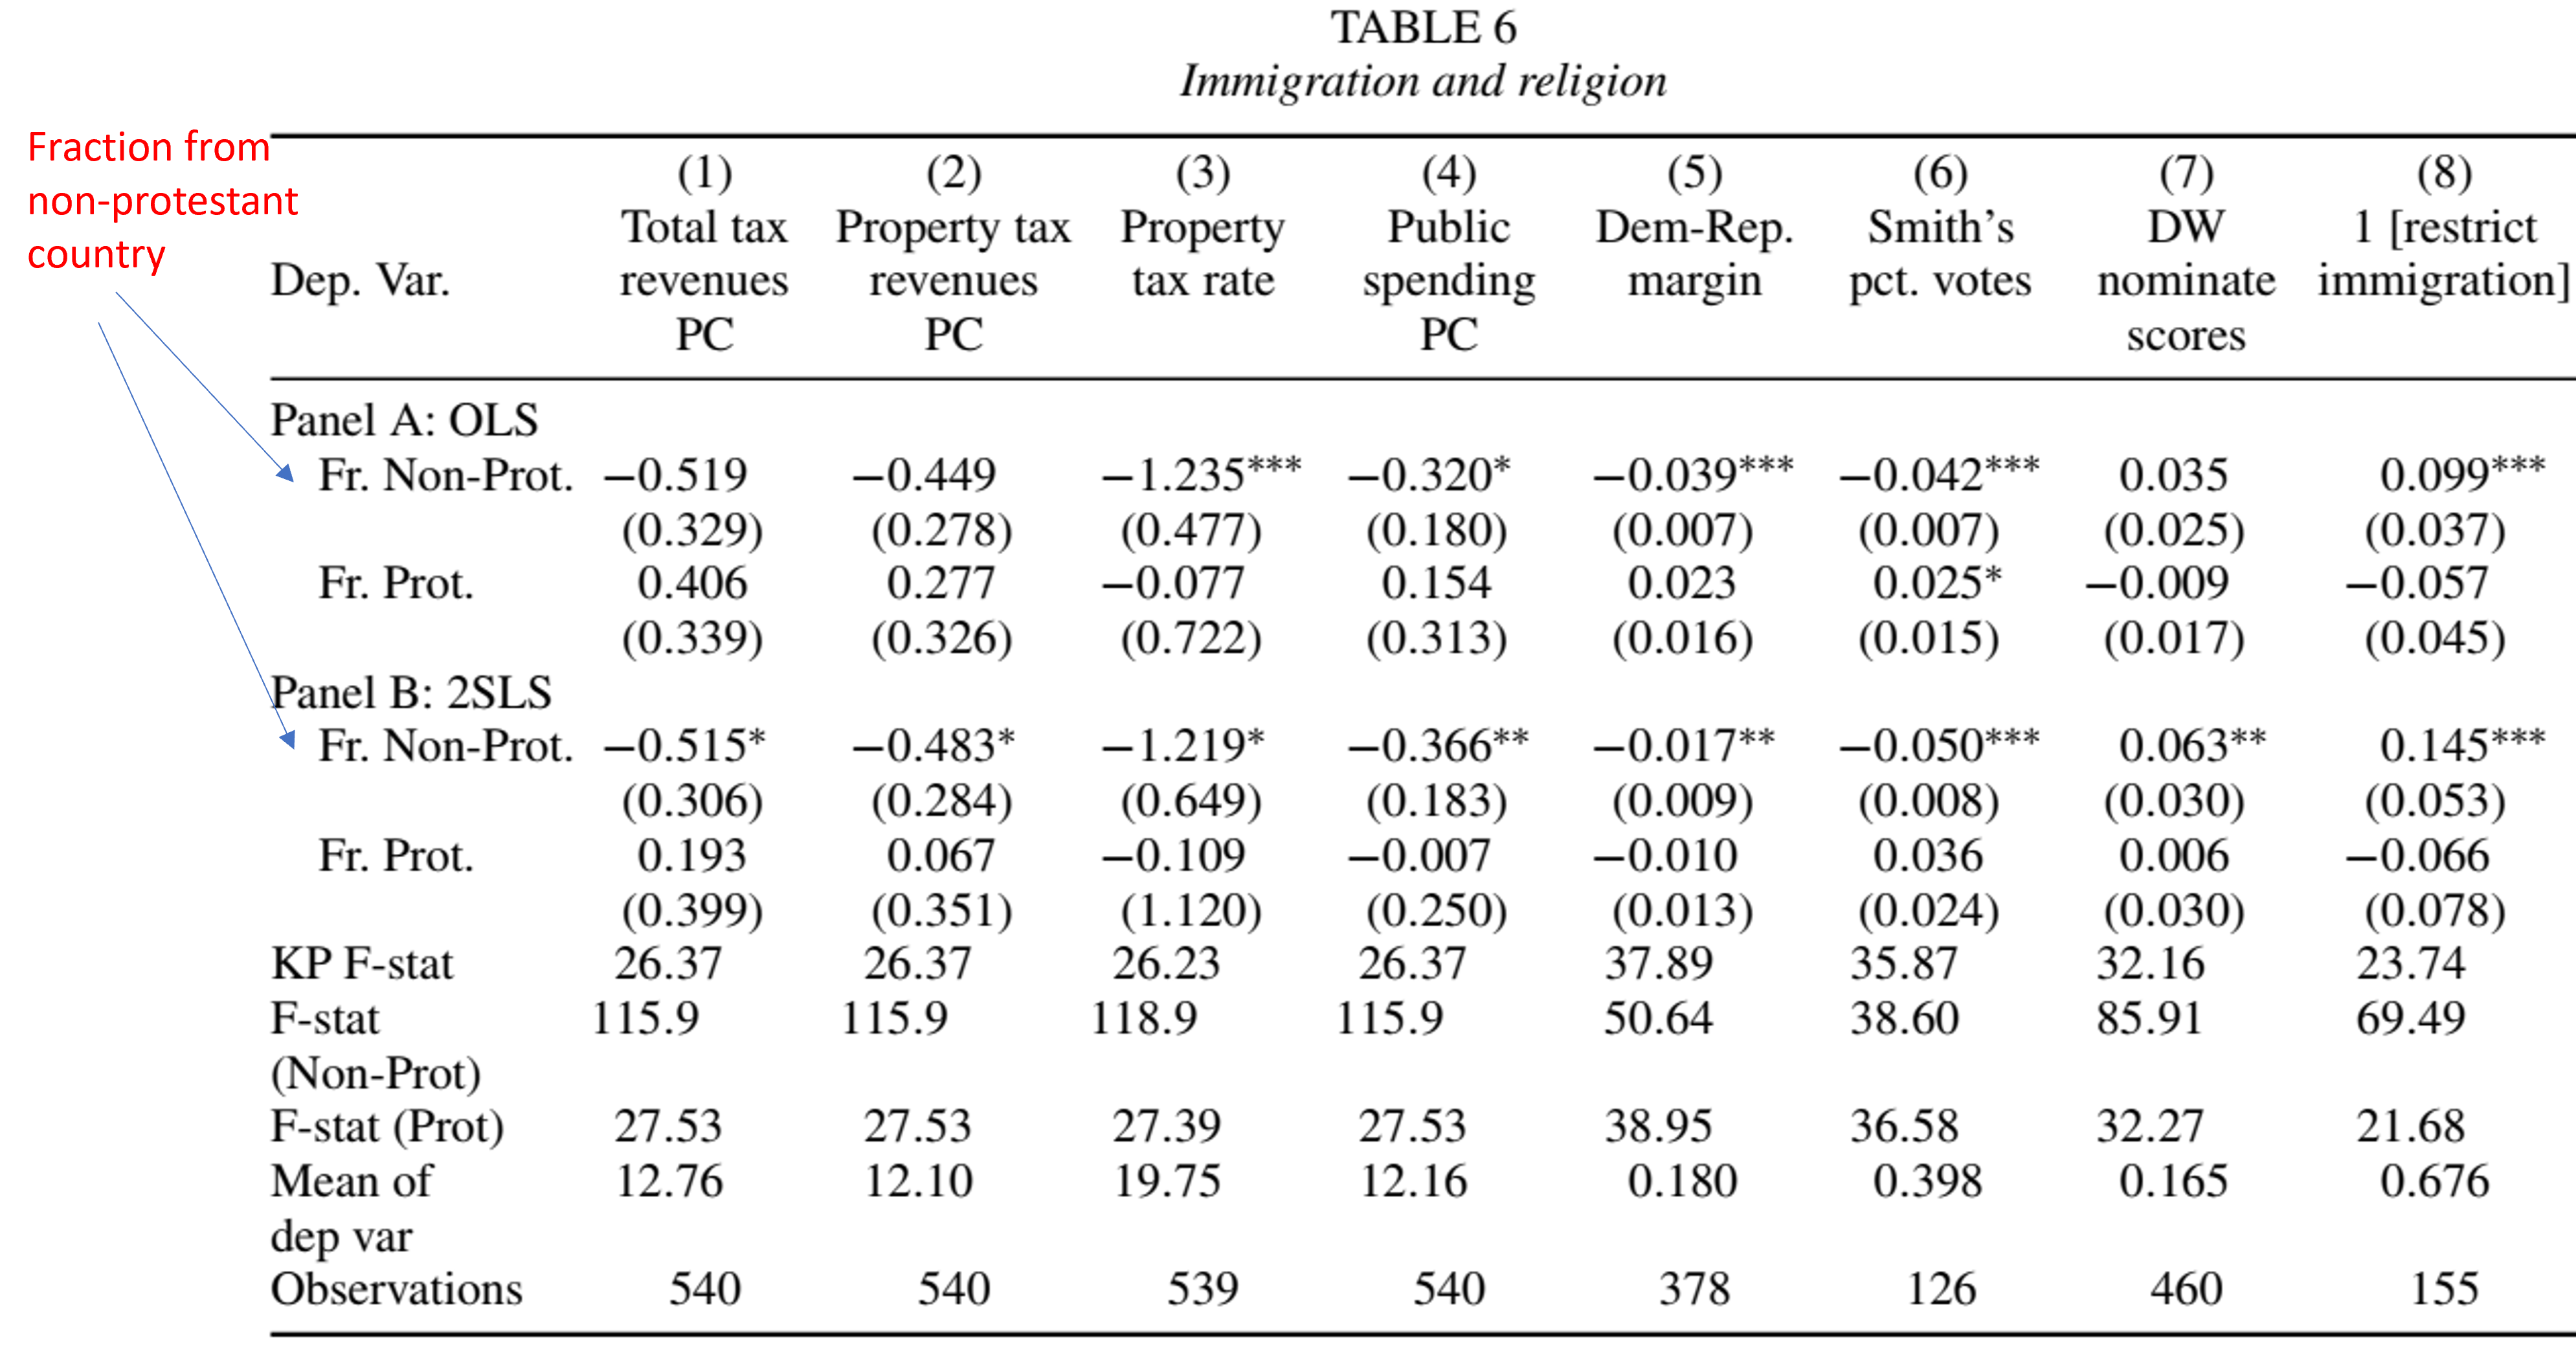 TABLE 6
Immigration and religion
Fraction from
non-protestant
country
(1) (2) (3) (4) (5) (6) (7) (8)
Total tax Property tax Property Public Dem-Rep. Smith's DW 1 [restrict
Dep. Var. revenues revenues tax rate spending margin pct. votes nominate immigration]
PC PC PC scores
Panel A: OLS
Fr. Non-Prot. −0.519 −0.449 −1.235*** −0.320* −0.039*** −0.042*** 0.035 0.099***
(0.329) (0.278) (0.477) (0.180) (0.007) (0.007) (0.025) (0.037)
Fr. Prot. 0.406 0.277 −0.077 0.154 0.023 0.025* −0.009 −0.057
(0.339) (0.326) (0.722) (0.313) (0.016) (0.015) (0.017) (0.045)
Panel B: 2SLS
Fr. Non-Prot. −0.515* −0.483* −1.219* −0.366** −0.017** −0.050*** 0.063** 0.145***
(0.306) (0.284) (0.649) (0.183) (0.009) (0.008) (0.030) (0.053)
Fr. Prot. 0.193 0.067 −0.109 −0.007 −0.010 0.036 0.006 −0.066
(0.399) (0.351) (1.120) (0.250) (0.013) (0.024) (0.030) (0.078)
KP F-stat 26.37 26.37 26.23 26.37 37.89 35.87 32.16 23.74
F-stat 115.9 115.9 118.9 115.9 50.64 38.60 85.91 69.49
(Non-Prot)
F-stat (Prot) 27.53 27.53 27.39 27.53 38.95 36.58 32.27 21.68
Mean of 12.76 12.10 19.75 12.16 0.180 0.398 0.165 0.676
dep var
Observations 540 540 539 540 378 126 460 155